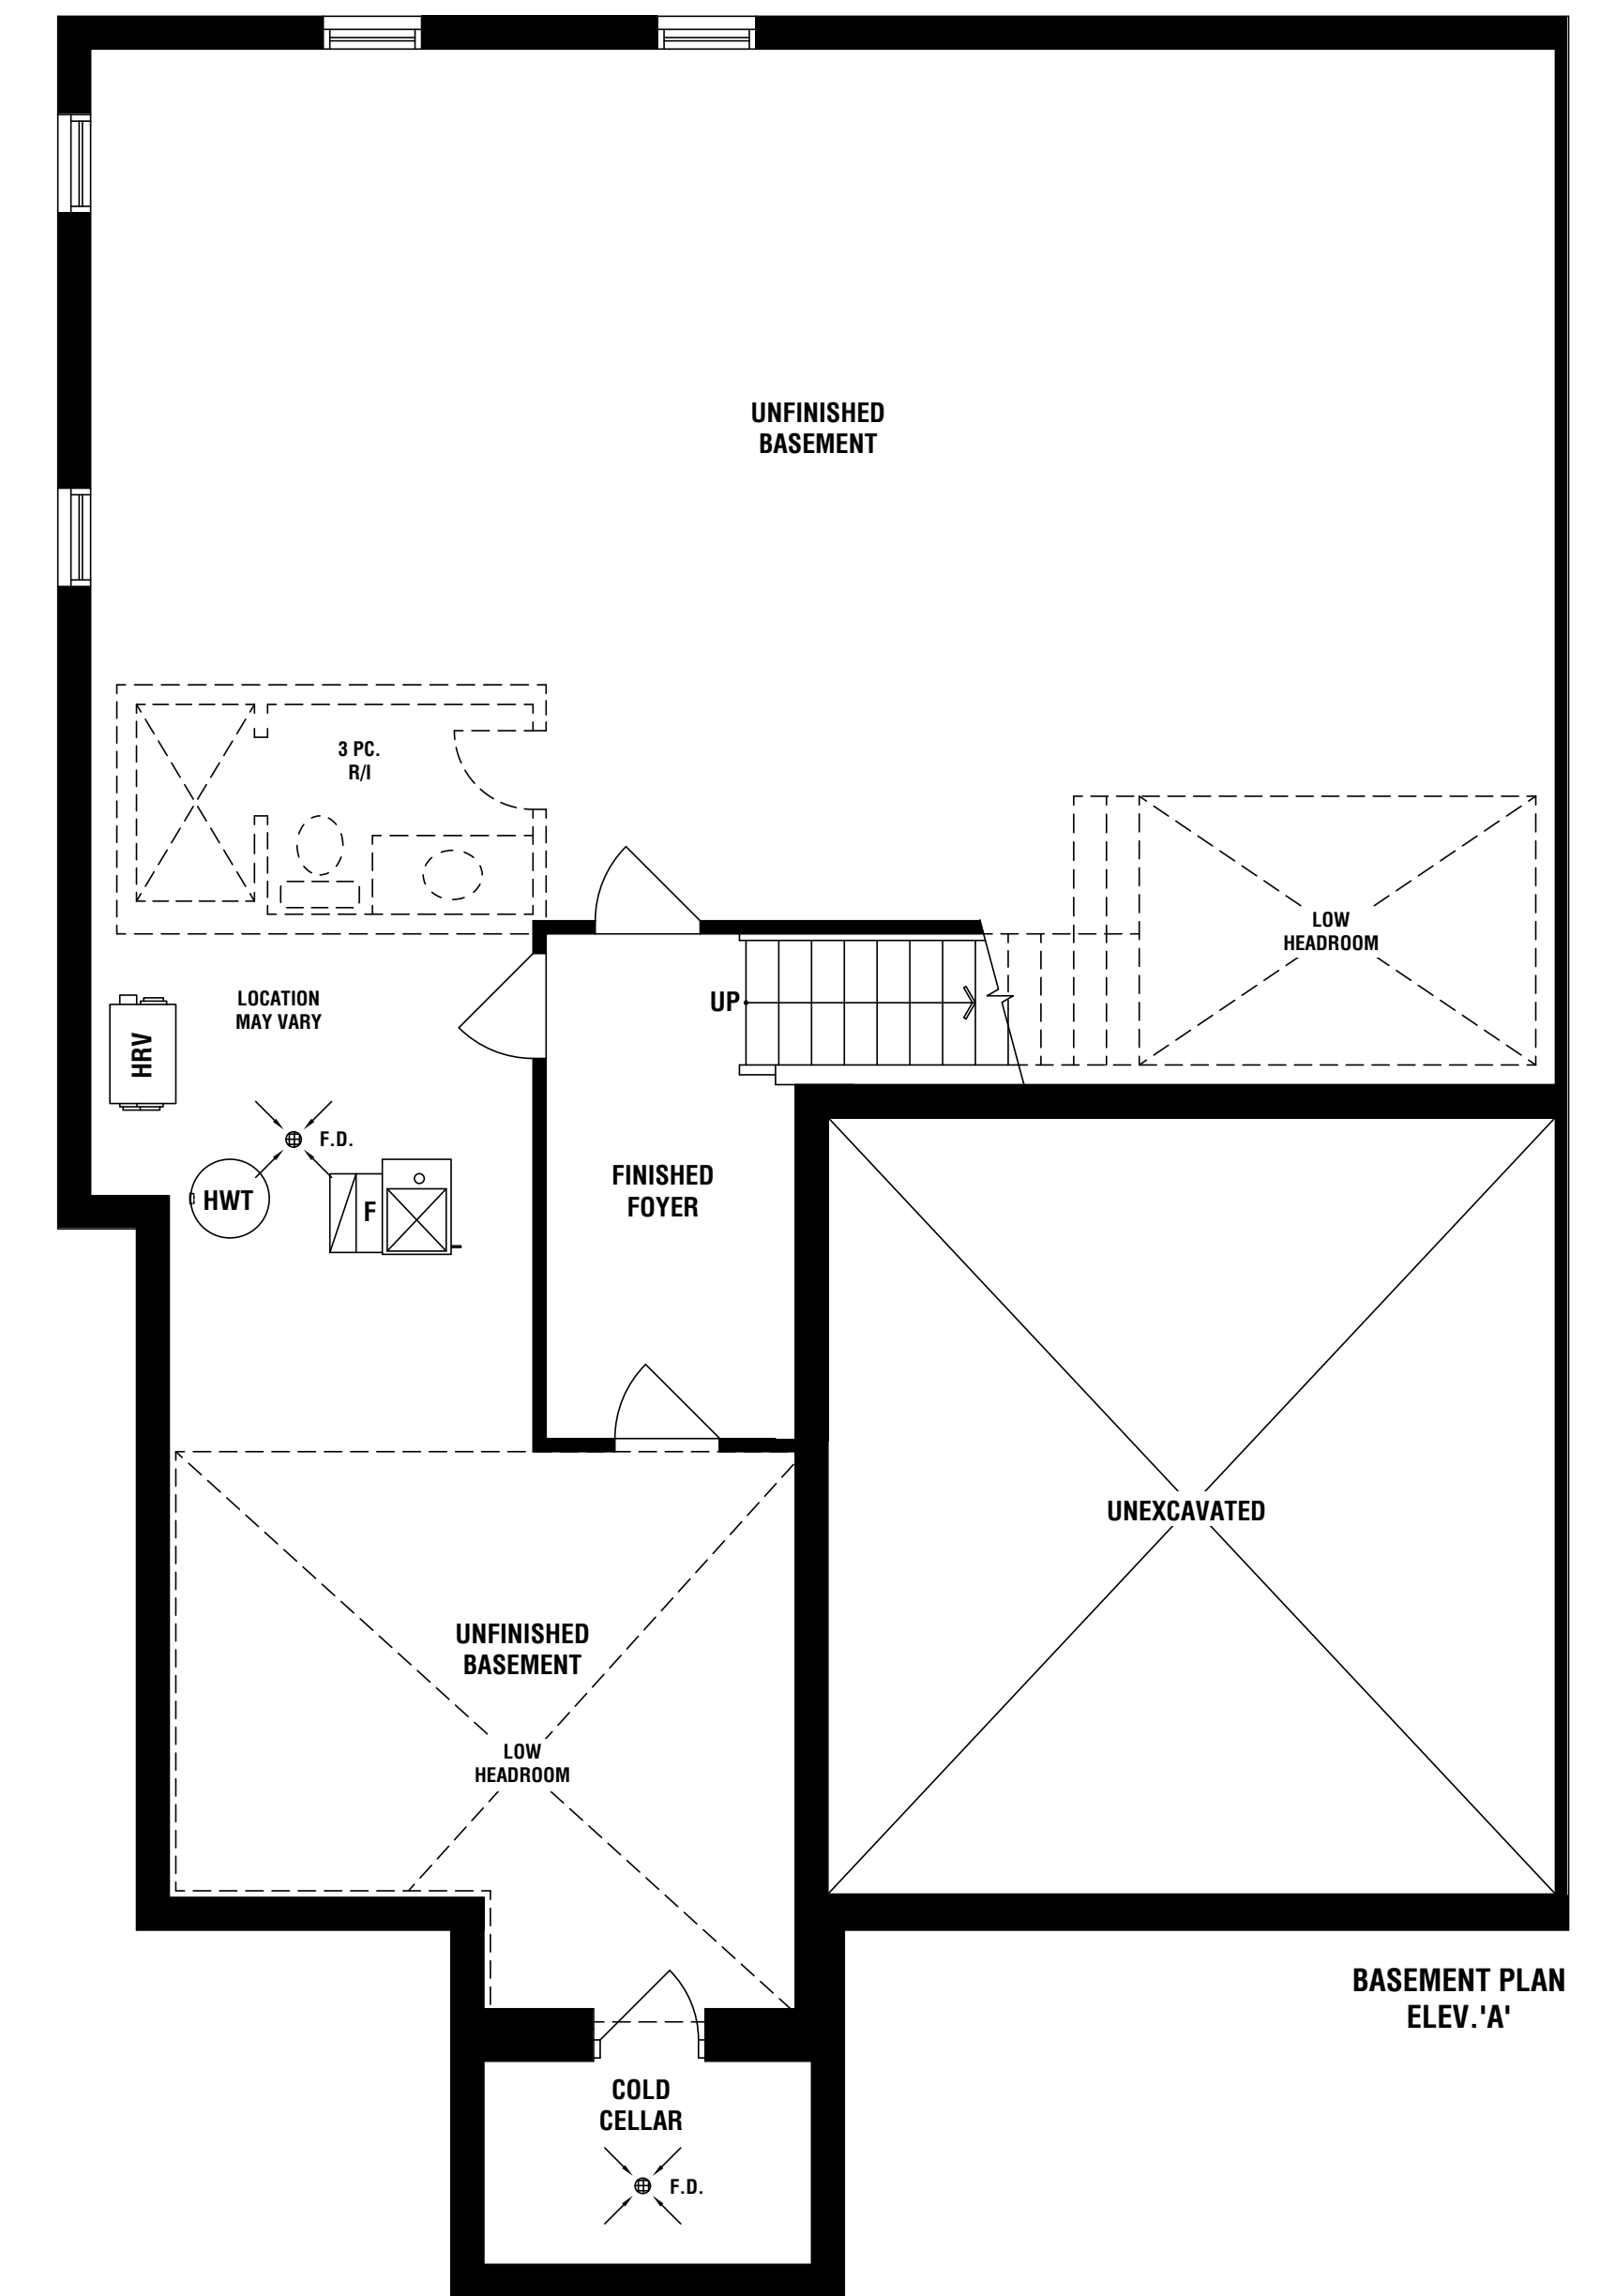 UNFINISHED
BASEMENT
3 PC.
R/I
LOW
HEADROOM
LOCATION
MAY VARY
UP
HRV
F.D.
HWT
F
FINISHED
FOYER
UNEXCAVATED
UNFINISHED
BASEMENT
LOW
HEADROOM
BASEMENT PLAN
ELEV.'A'
COLD
CELLAR
F.D.